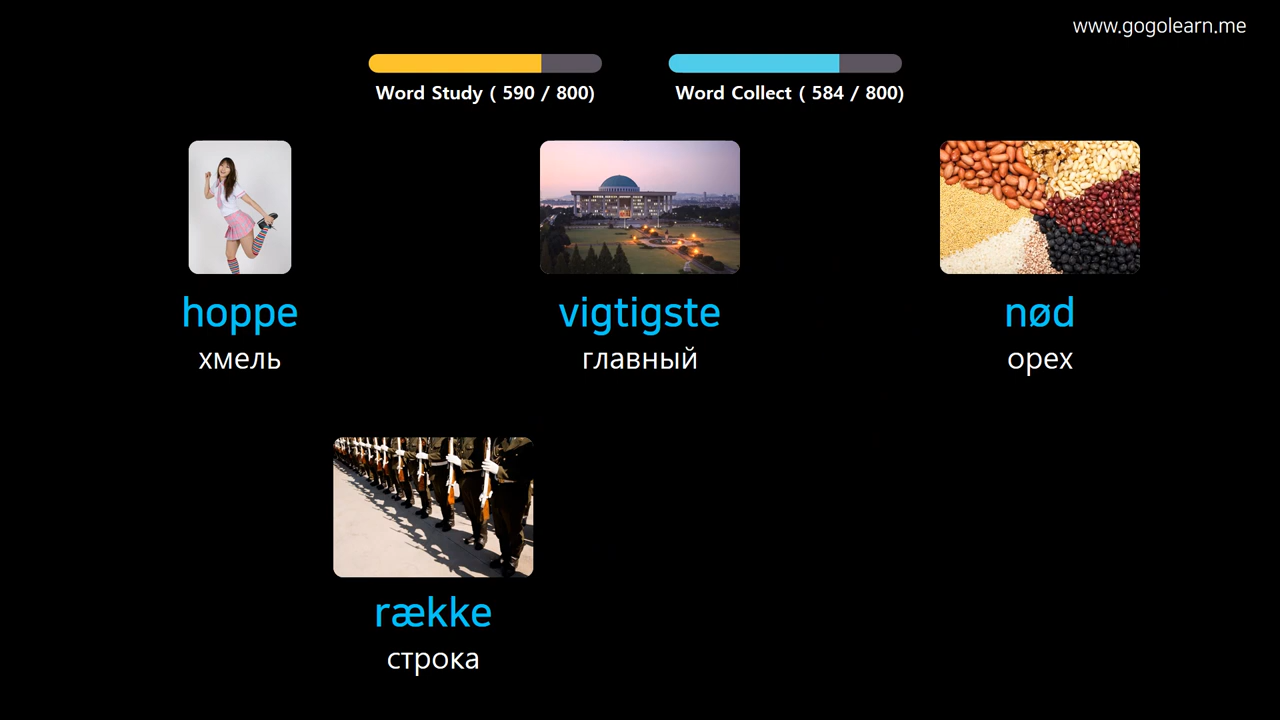 www.gogolearn.me
Word Study ( 590 / 800)
Word Collect ( 584 / 800)
hoppe
хмель
vigtigste
главный
nød
орех
række
строка